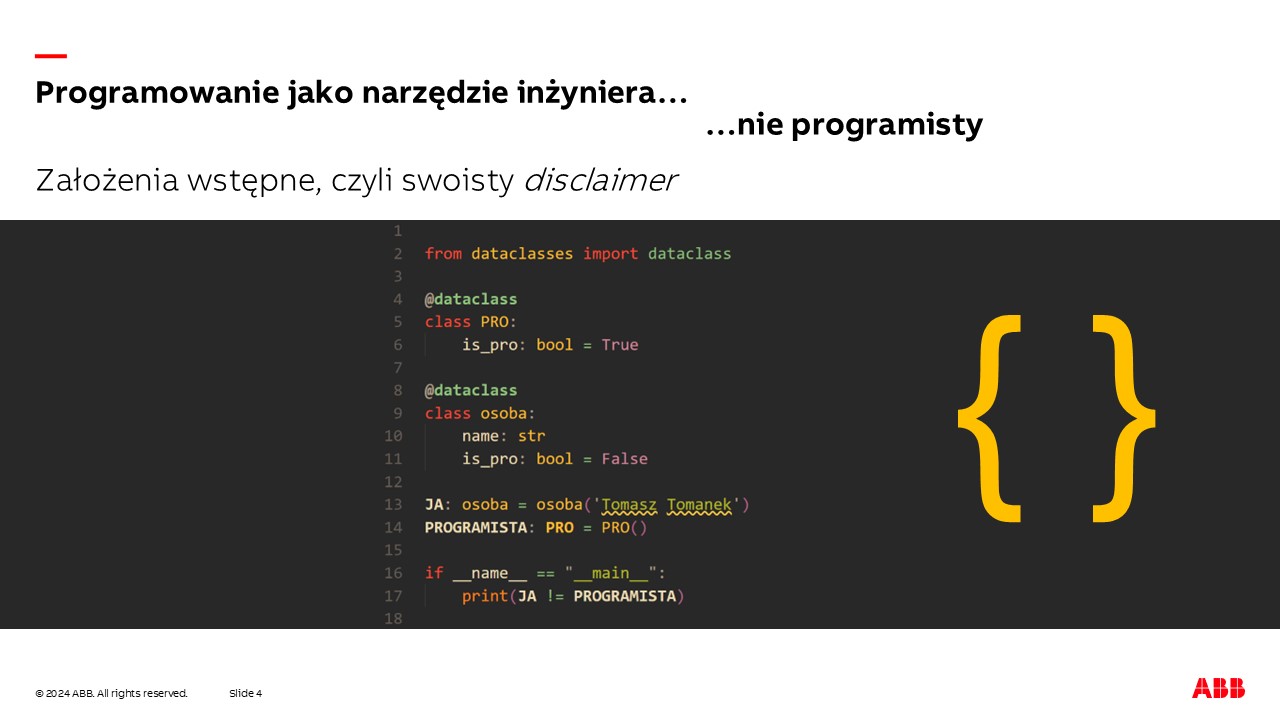 Programowanie jako narzędzie inżyniera...
...nie programisty
Założenia wstępne, czyli swoisty disclaimer
1
2 from dataclasses import dataclass
3
4 @dataclass
5 class PRO:
6     is_pro: bool = True
7
8 @dataclass
9 class osoba:
10     name: str
11     is_pro: bool = False
12
13 JA: osoba = osoba('Tomasz Tomanek')
14 PROGRAMISTA: PRO = PRO()
15
16 if __name__ == "__main__":
17     print(JA != PROGRAMISTA)
18
{ }
© 2024 ABB. All rights reserved. Slide 4
ABB